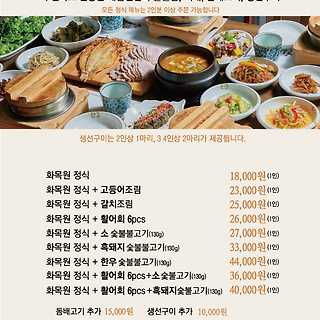 모든 정식 메뉴는 2인분 이상 주문 가능합니다.
생선구이는 2인상 1마리, 3 4인상 2마리가 제공됩니다.
화목원 정식 18,000원(1인)
화목원 정식 + 고등어조림 23,000원(1인)
화목원 정식 + 갈치조림 25,000원(1인)
화목원 정식 + 활어회 6pcs 26,000원(1인)
화목원 정식 + 소 숯불불고기(130g) 27,000원(1인)
화목원 정식 + 흑돼지숯불불고기(150g) 33,000원(1인)
화목원 정식 + 한우 숯불불고기(130g) 44,000원(1인)
화목원 정식 + 활어회 6pcs+소 숯불불고기(130g) 36,000원(1인)
화목원 정식 + 활어회 6pcs+흑돼지숯불불고기(150g) 40,000원(1인)
돔베고기 추가 15,000원 생선구이 추가 10,000원